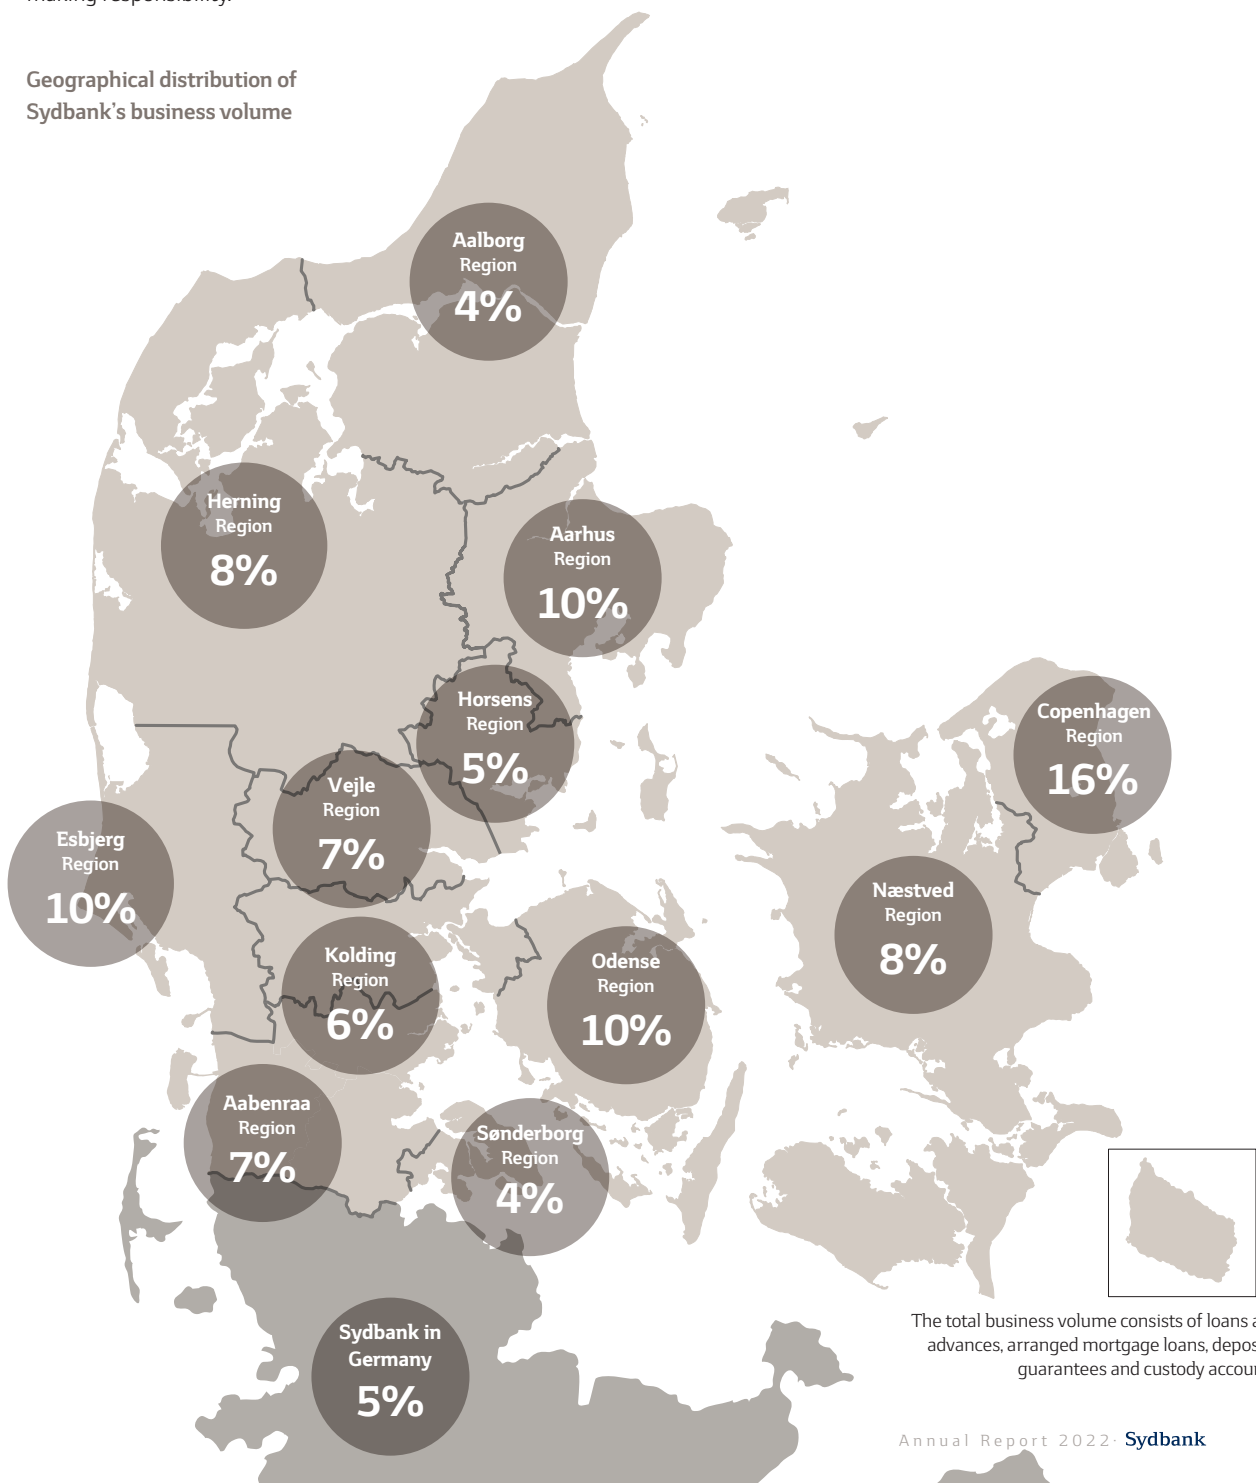 making responsibility.
Geographical distribution of
Sydbank's business volume
Aalborg
Region
4%
Herning
Region
8%
Aarhus
Region
10%
Horsens
Region
5%
Copenhagen
Region
16%
Vejle
Region
7%
Esbjerg
Region
10%
Næstved
Region
8%
Kolding
Region
6%
Odense
Region
10%
Aabenraa
Region
7%
Sønderborg
Region
4%
Sydbank in
Germany
5%
The total business volume consists of loans
advances, arranged mortgage loans,
guarantees and custody
Annual Report 2022 · Sydbank